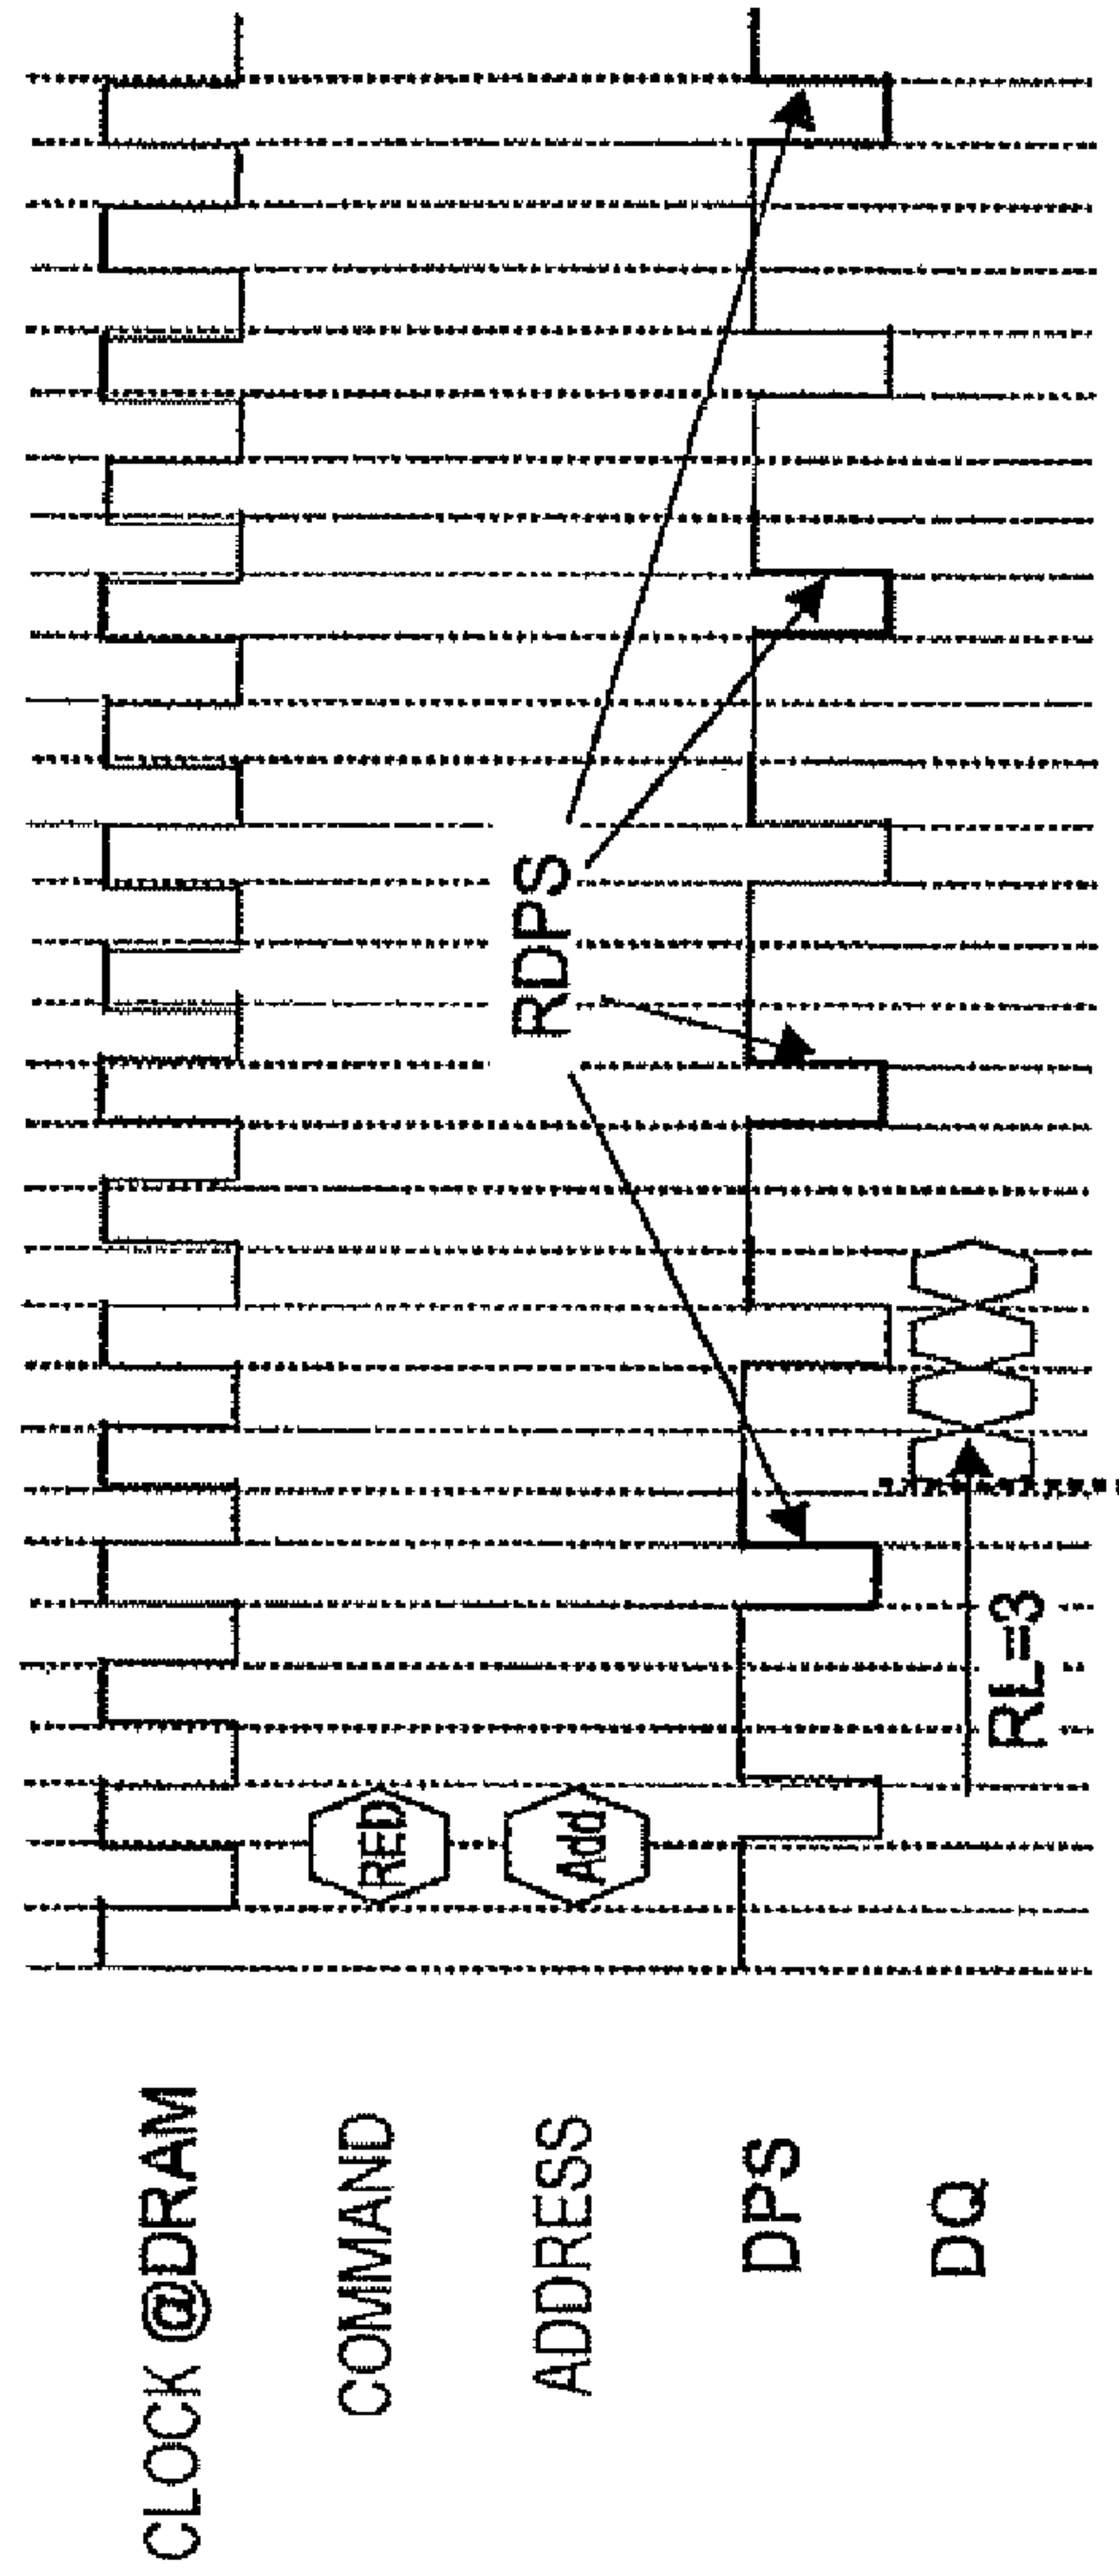 CLOCK @DRAM
COMMAND
RED
ADDRESS
Add
RDPS
DPS
DQ
RL=3